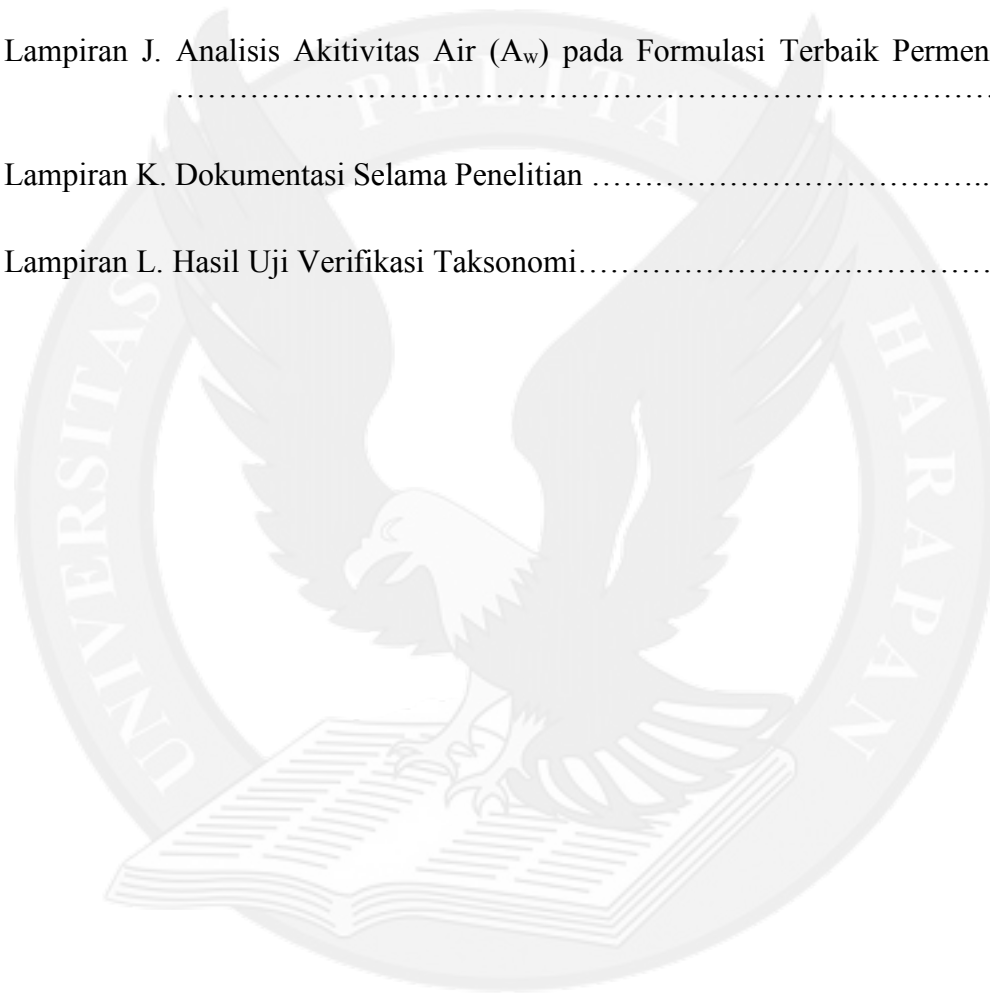 Lampiran J. Analisis Akitivitas Air (Aw) pada Formulasi Terbaik Permen
……………………………………………………………………
Lampiran K. Dokumentasi Selama Penelitian ………………………………..
Lampiran L. Hasil Uji Verifikasi Taksonomi…………………………………
UNIVERSITAS PELITA HARAPAN